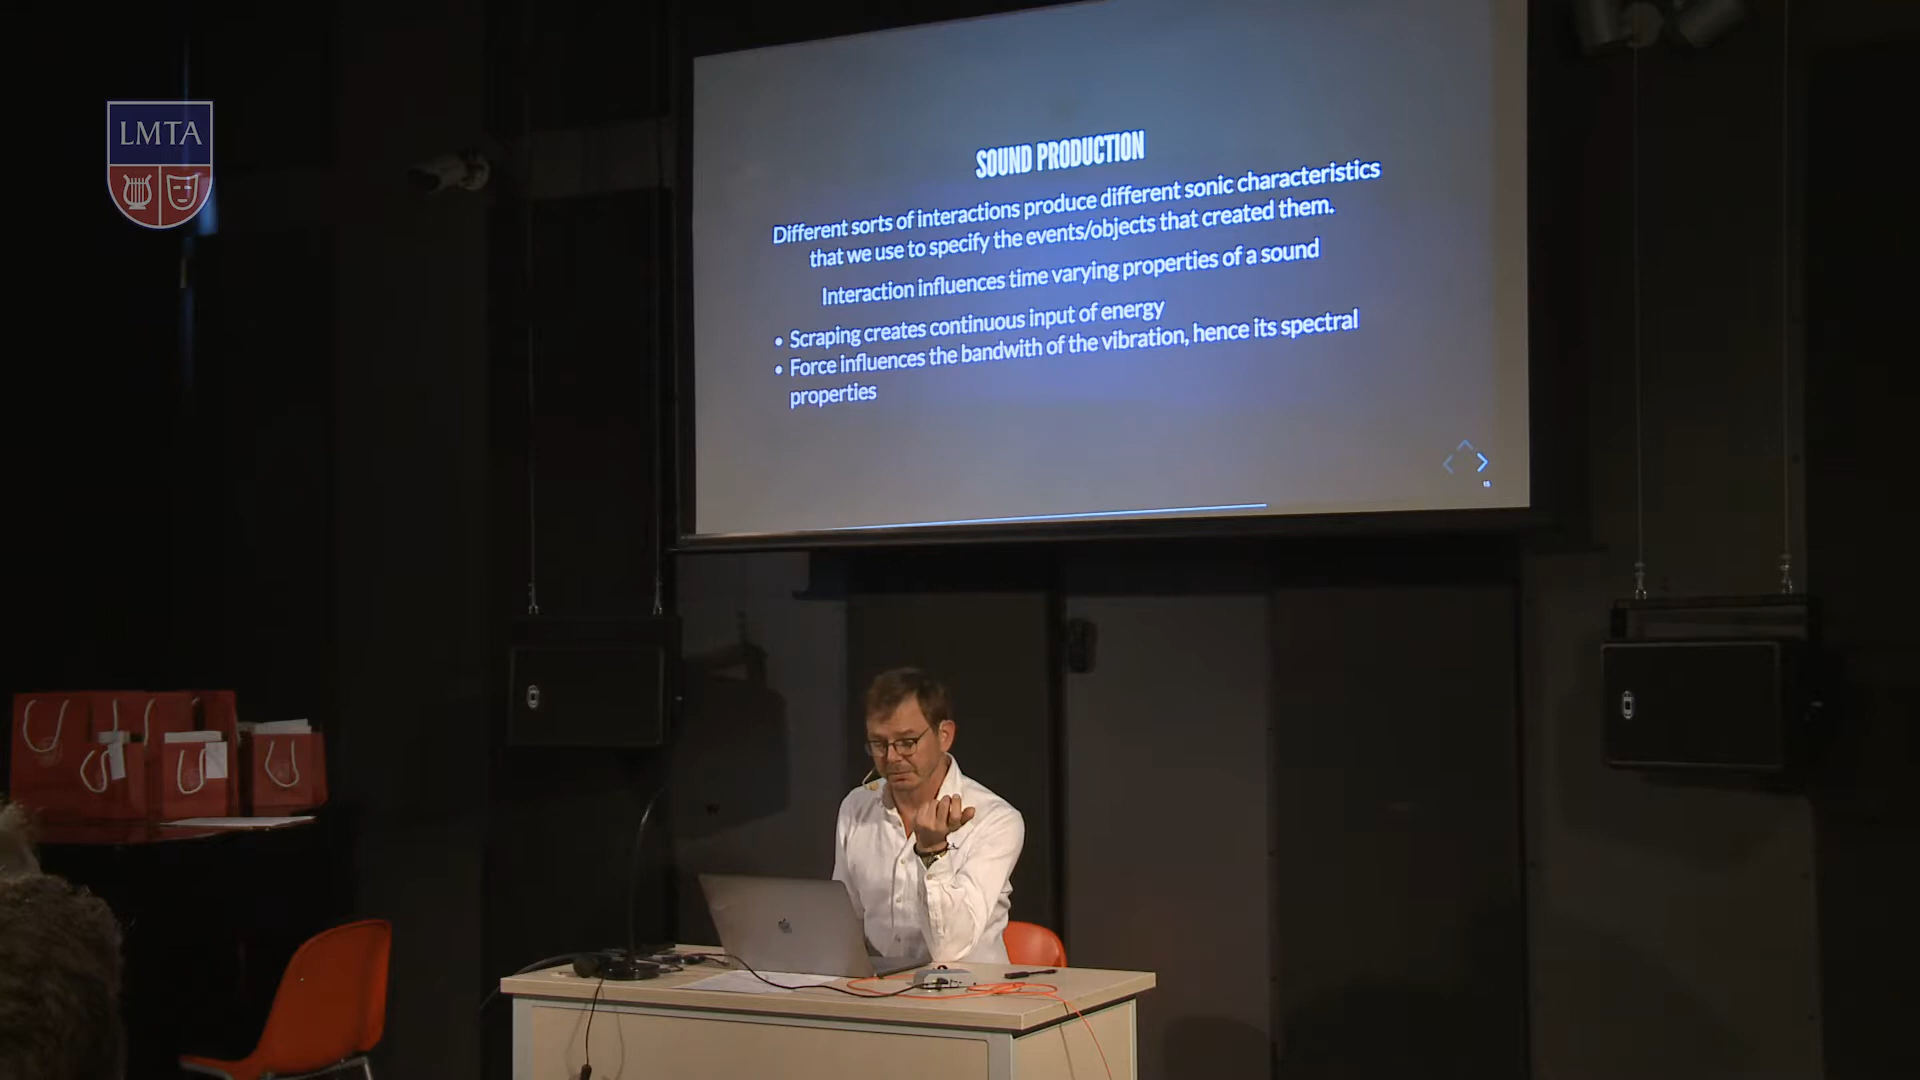 LMTA
SOUND PRODUCTION
Different sorts of interactions produce different sonic characteristics
that we use to specify the events/objects that created them.
Interaction influences time varying properties of a sound
• Scraping creates continuous input of energy
• Force influences the bandwith of the vibration, hence its spectral
properties